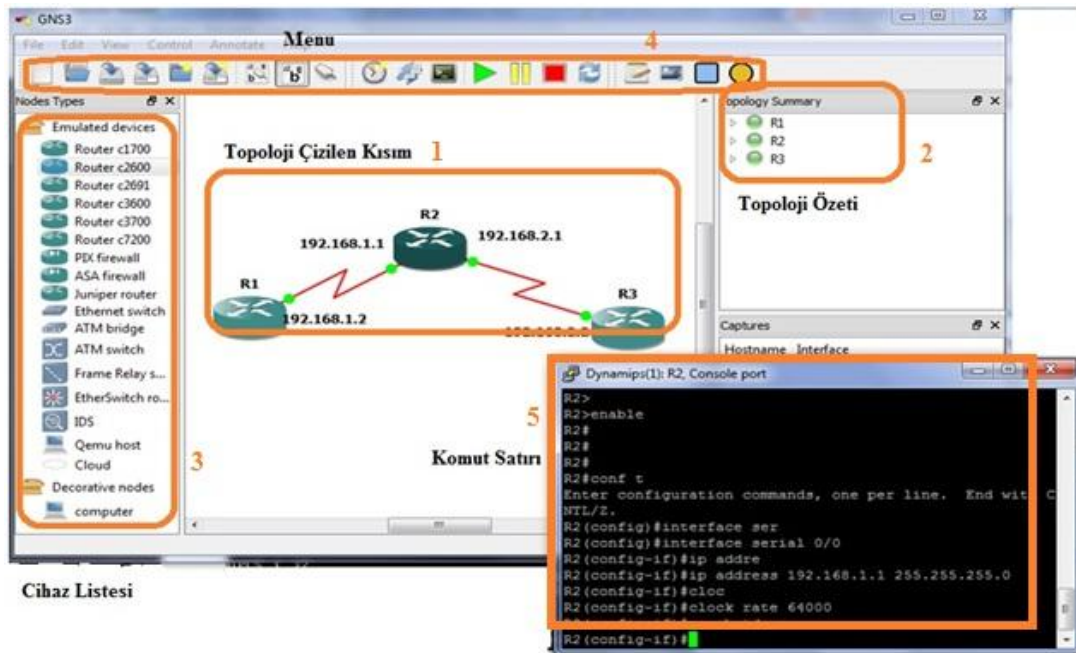 GNS3
Menu
4
File Edit View Control Annotate
Nodes Types
Emulated devices
Router c1700
Router c2600
Router c2691
Router c3600
Router c3700
Router c7200
PIX firewall
ASA firewall
Juniper router
Ethernet switch
ATM bridge
ATM switch
Frame Relay s...
EtherSwitch ro...
IDS
Qemu host
Cloud
Decorative nodes
computer
3
Cihaz Listesi
Topoloji Çizilen Kısım 1
R2
192.168.1.1
192.168.2.1
R1
192.168.1.2
R3
Topology Summary
R1
R2
R3
2
Topoloji Özeti
Captures
Hostname Interface
5
Komut Satırı
Dynamips(1): R2, Console port
R2>
R2>enable
R2#
R2#
R2#
R2#conf t
Enter configuration commands, one per line. End wit C
NTL/Z.
R2(config)#interface ser
R2(config)#interface serial 0/0
R2(config-if)#ip addre
R2(config-if)#ip address 192.168.1.1 255.255.255.0
R2(config-if)#cloc
R2(config-if)#clock rate 64000
R2(config-if)#